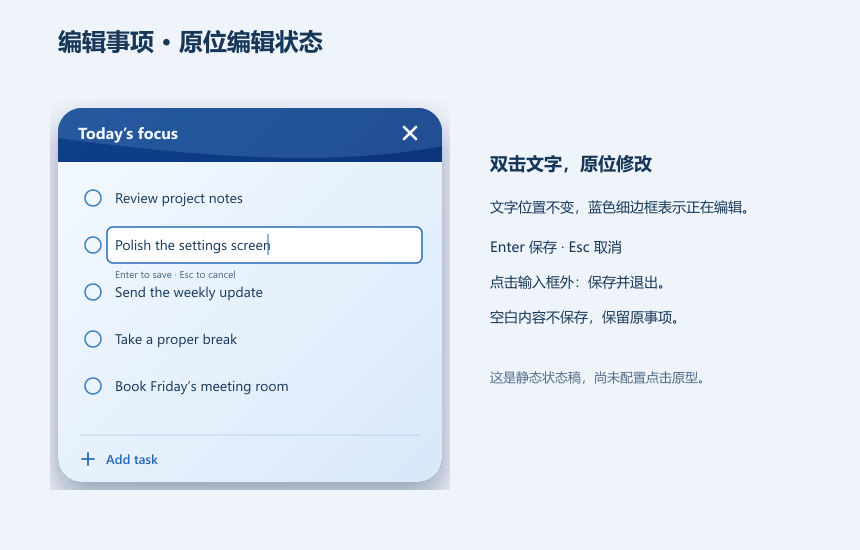 编辑事项 • 原位编辑状态
Today’s focus
Review project notes
Polish the settings screen
Enter to save · Esc to cancel
Send the weekly update
Take a proper break
Book Friday’s meeting room
Add task
双击文字，原位修改
文字位置不变，蓝色细边框表示正在编辑。
Enter 保存 · Esc 取消
点击输入框外：保存并退出。
空白内容不保存，保留原事项。
这是静态状态稿，尚未配置点击原型。